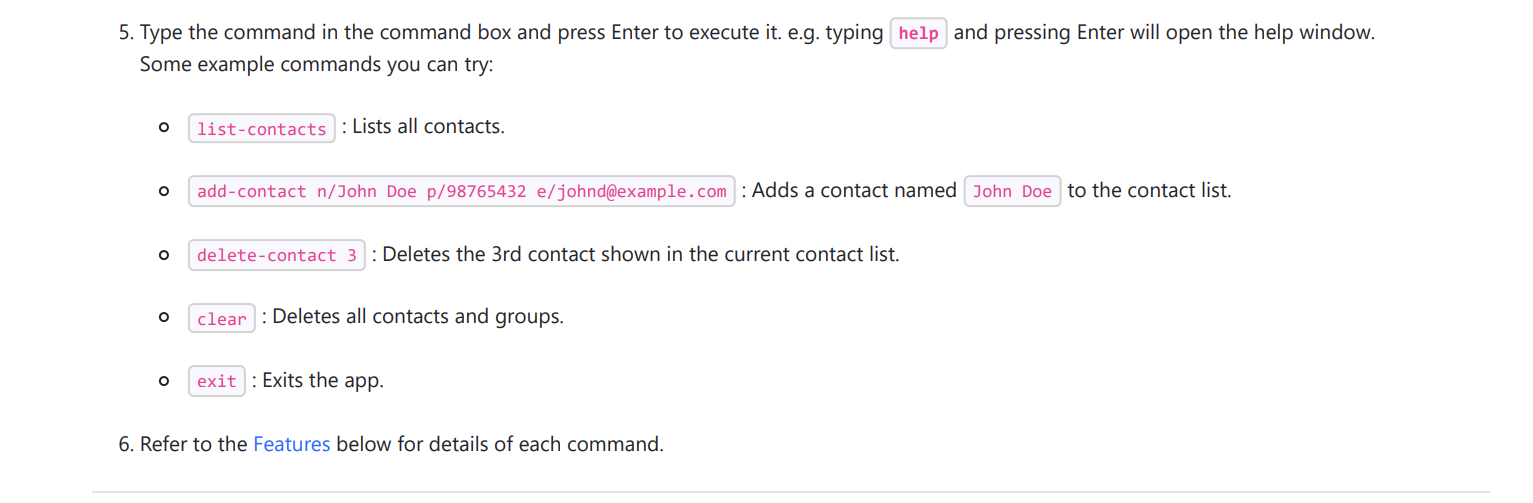 5. Type the command in the command box and press Enter to execute it. e.g. typing help and pressing Enter will open the help window.
Some example commands you can try:
list-contacts : Lists all contacts.
add-contact n/John Doe p/98765432 e/johnd@example.com : Adds a contact named John Doe to the contact list.
delete-contact 3 : Deletes the 3rd contact shown in the current contact list.
clear : Deletes all contacts and groups.
exit : Exits the app.
6. Refer to the Features below for details of each command.